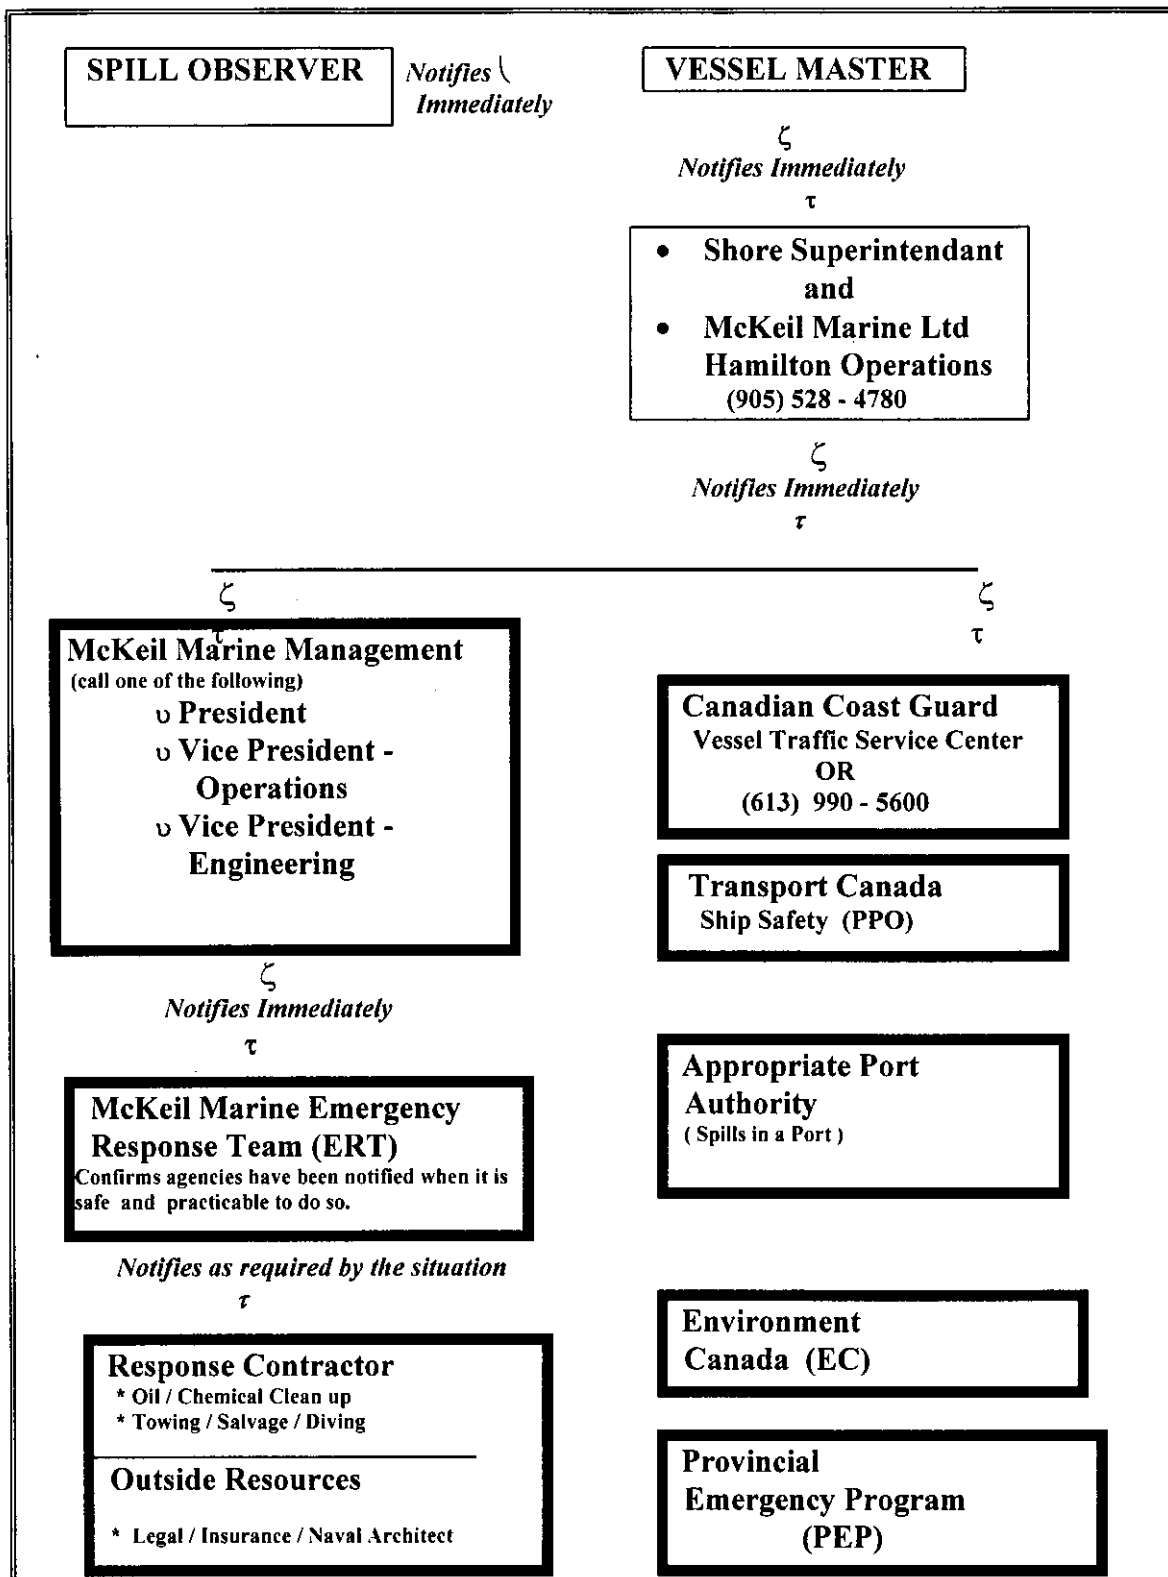 SPILL OBSERVER
Notifies \
Immediately
VESSEL MASTER
ζ
Notifies Immediately
τ
• Shore Superintendant
and
• McKeil Marine Ltd
Hamilton Operations
(905) 528 - 4780
ζ
Notifies Immediately
τ
ζ
τ
McKeil Marine Management
(call one of the following)
υ President
υ Vice President -
Operations
υ Vice President -
Engineering
ζ
Notifies Immediately
τ
McKeil Marine Emergency
Response Team (ERT)
Confirms agencies have been notified when it is
safe and practicable to do so.
Notifies as required by the situation
τ
Response Contractor
* Oil / Chemical Clean up
* Towing / Salvage / Diving
Outside Resources
* Legal / Insurance / Naval Architect
ζ
τ
Canadian Coast Guard
Vessel Traffic Service Center
OR
(613) 990 - 5600
Transport Canada
Ship Safety (PPO)
Appropriate Port
Authority
( Spills in a Port )
Environment
Canada (EC)
Provincial
Emergency Program
(PEP)